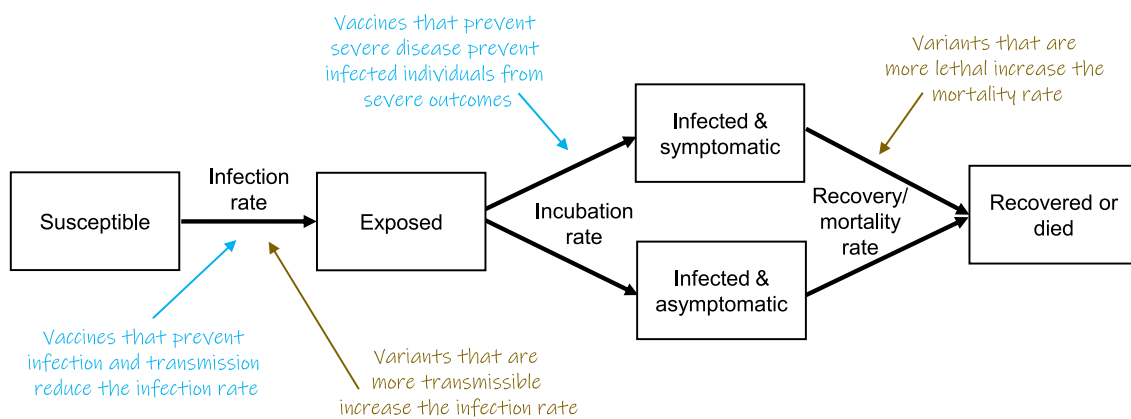 Vaccines that prevent
severe disease prevent
infected individuals from
severe outcomes
Variants that are
more lethal increase the
mortality rate
Infected &
symptomatic
Susceptible
Infection
rate
Exposed
Incubation
rate
Recovery/
mortality
rate
Recovered or
died
Infected &
asymptomatic
Vaccines that prevent
infection and transmission
reduce the infection rate
Variants that are
more transmissible
increase the infection rate